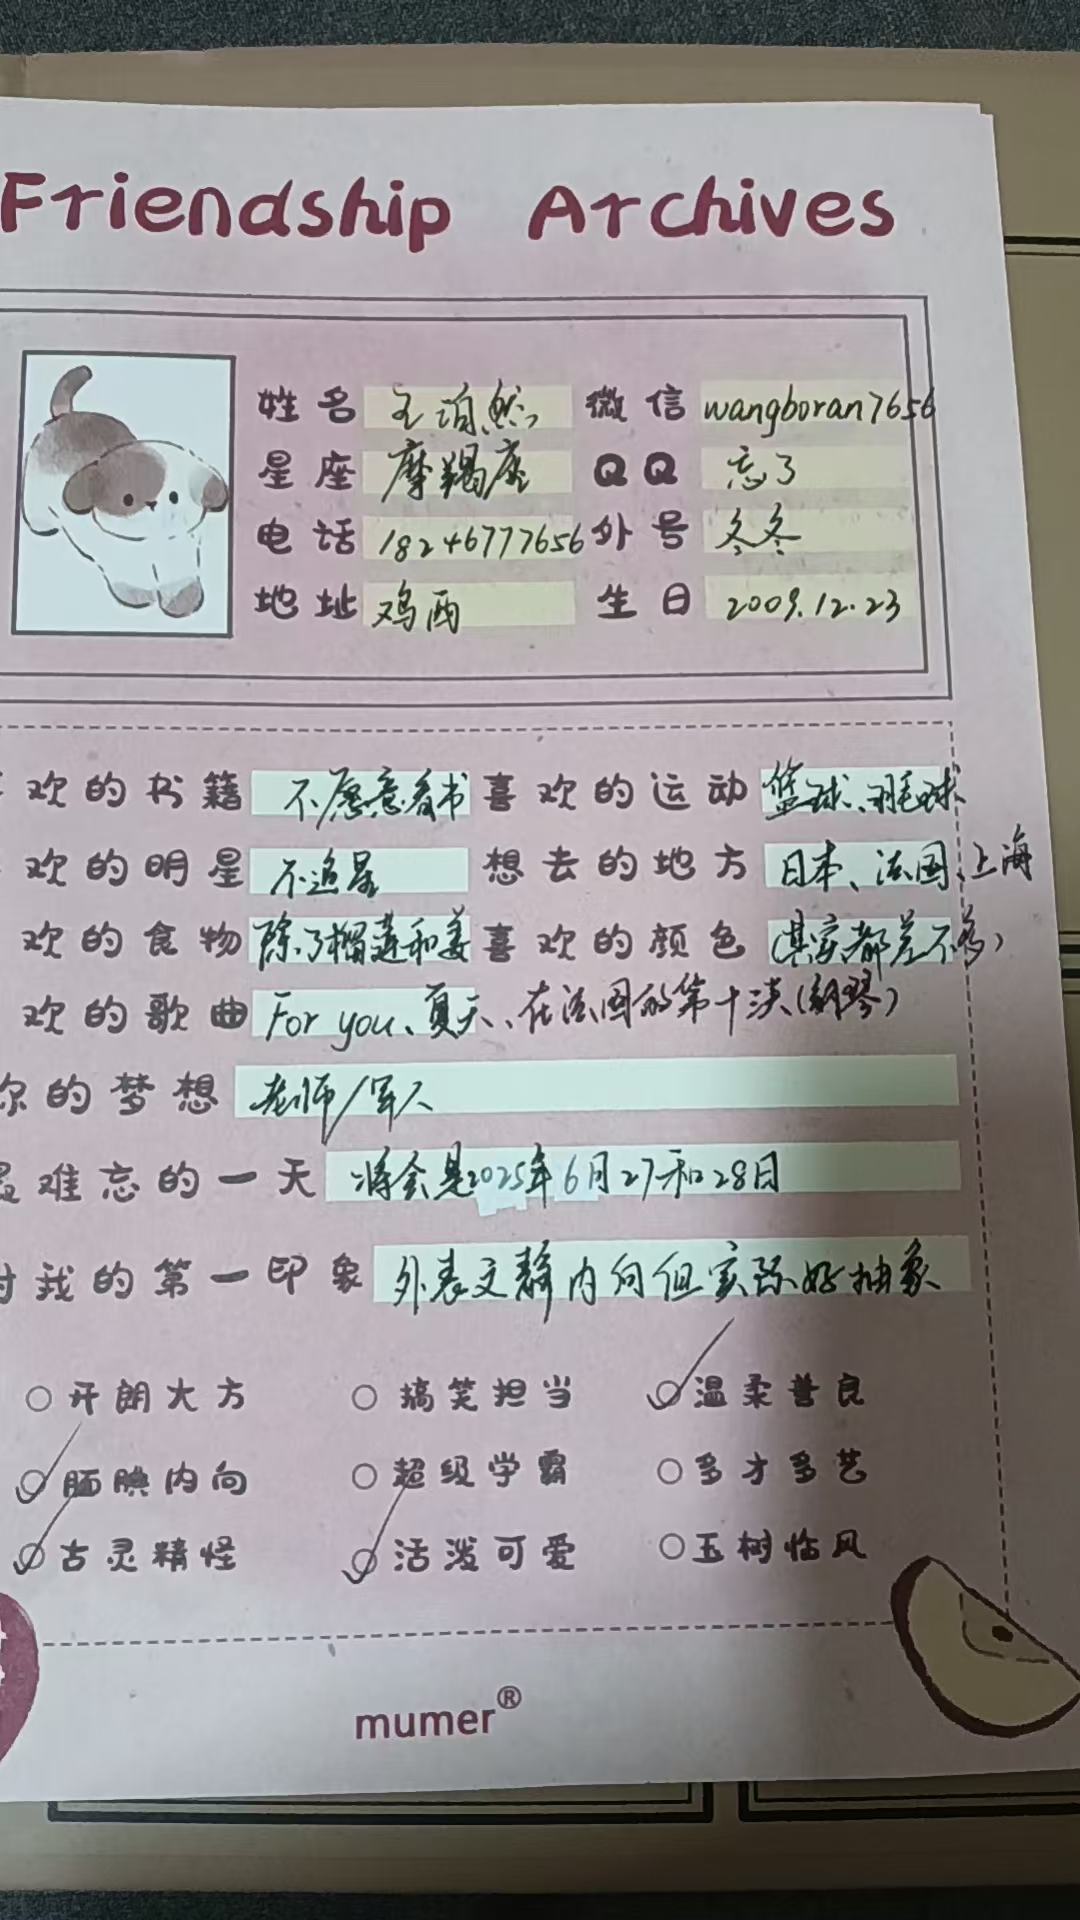 Friendship Archives
姓名 王泊然 微信 wangboran7656
星座 摩羯座 QQ 忘了
电话 18246777656 外号 冬冬
地址 鸡西 生日 2009.12.23
欢的书籍 不愿意看书 喜欢的运动 篮球、羽毛球
欢的明星 不追星 想去的地方 日本、法国、上海
欢的食物 除了榴莲和姜 喜欢的颜色 (其实都差不多)
欢的歌曲 For you、夏天、在法国的第十天(钢琴)
你的梦想 老师/军人
最难忘的一天 将会是2025年6月27和28日
对我的第一印象 外表文静内向但实际好抽象
开朗大方 搞笑担当 温柔善良
腼腆内向 超级学霸 多才多艺
古灵精怪 活泼可爱 玉树临风
mumer®